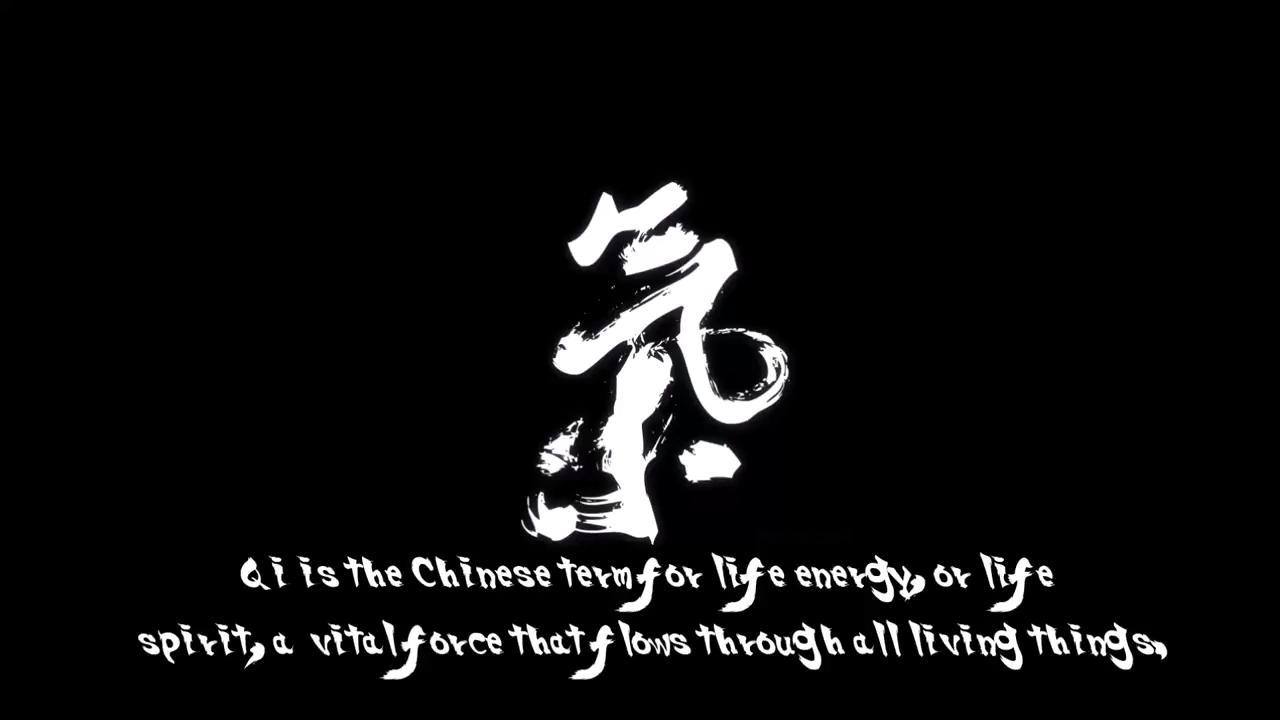 氣
Qi is the Chinese term for life energy, or life
spirit, a vital force that flows through all living things,